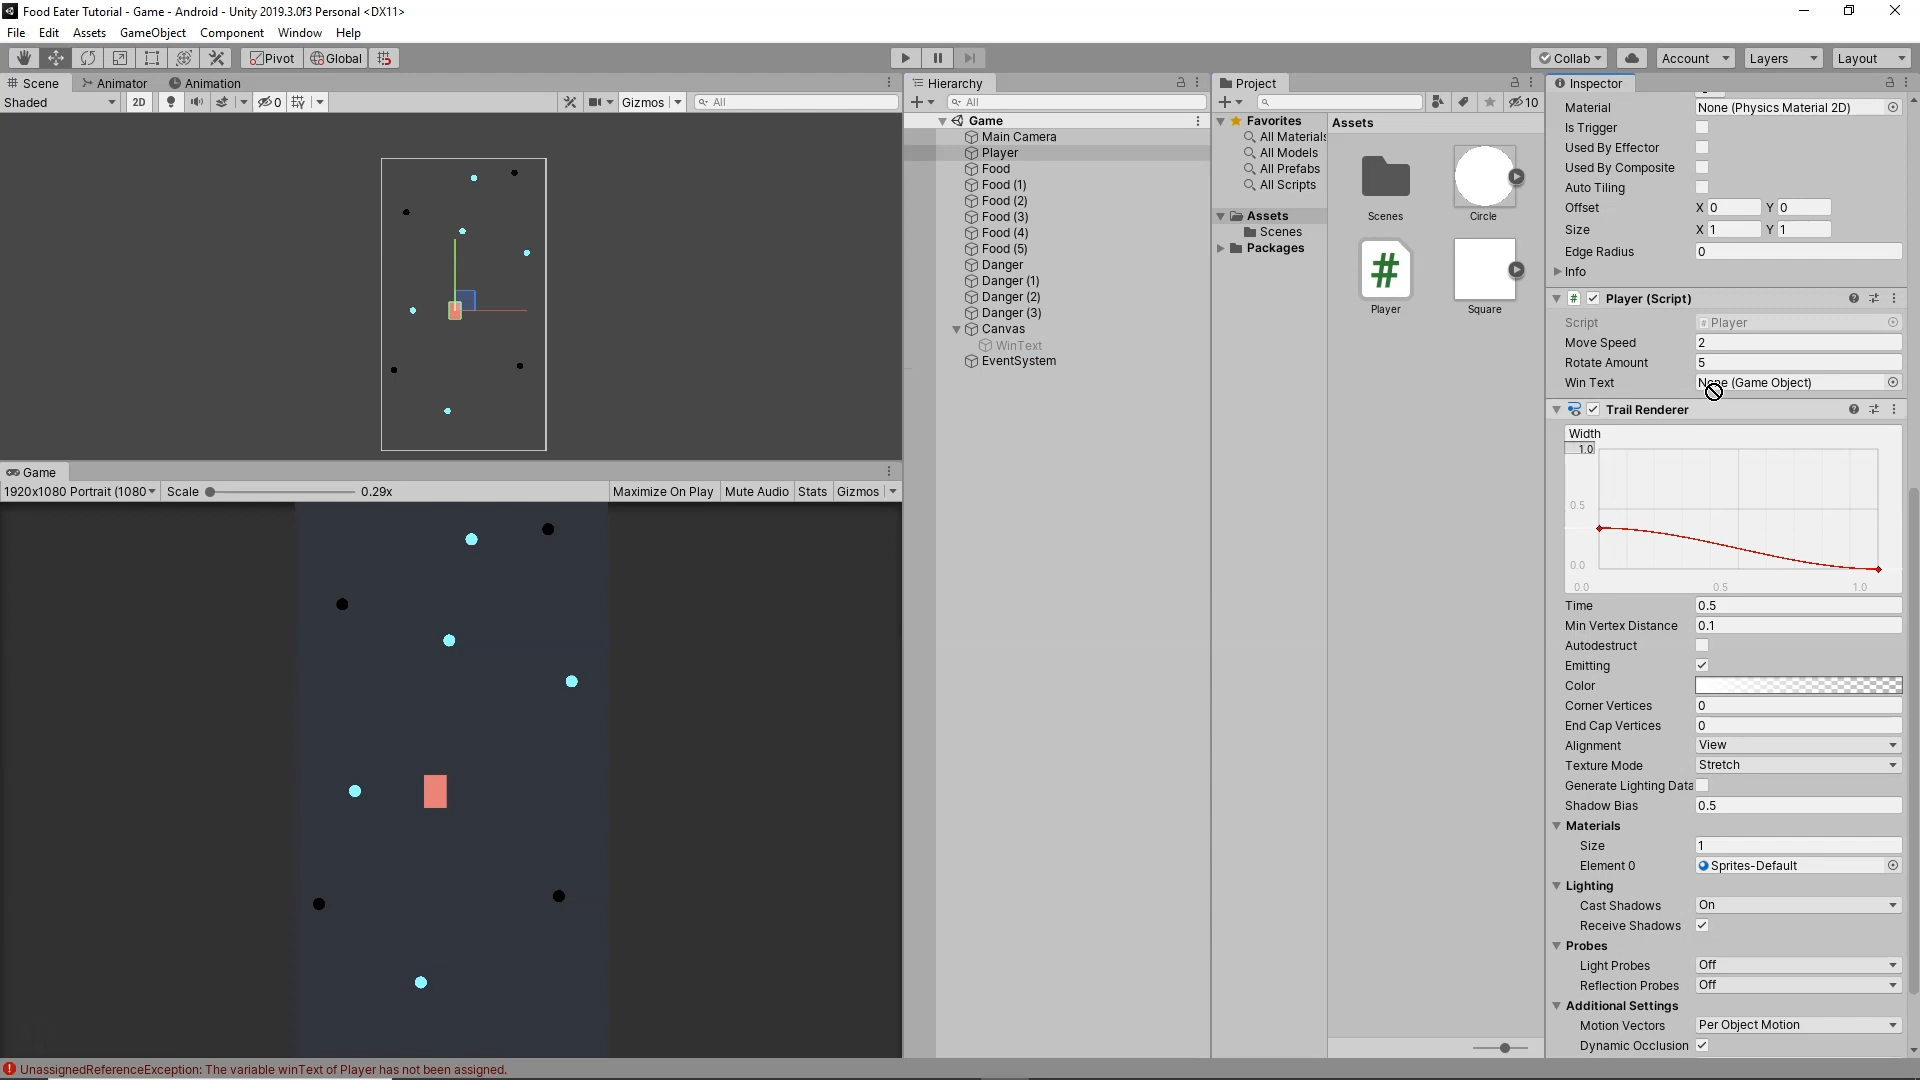 Food Eater Tutorial - Game - Android - Unity 2019.3.0f3 Personal <DX11>
File Edit Assets GameObject Component Window Help
Pivot Global Collab Account Layers Layout
Scene Animator Animation
Shaded 2D 0 Gizmos All
Game
1920x1080 Portrait (1080 Scale 0.29x Maximize On Play Mute Audio Stats Gizmos
Hierarchy
All
Game
Main Camera
Player
Food
Food (1)
Food (2)
Food (3)
Food (4)
Food (5)
Danger
Danger (1)
Danger (2)
Danger (3)
Canvas
WinText
EventSystem
Project
10
Favorites
All Materials
All Models
All Prefabs
All Scripts
Assets
Scenes
Packages
Assets
Scenes
Circle
#
Player
Square
Inspector
Material None (Physics Material 2D)
Is Trigger
Used By Effector
Used By Composite
Auto Tiling
Offset X 0 Y 0
Size X 1 Y 1
Edge Radius 0
Info
# Player (Script)
Script # Player
Move Speed 2
Rotate Amount 5
Win Text None (Game Object)
Trail Renderer
Width
1.0
0.5
0.0
0.0 0.5 1.0
Time 0.5
Min Vertex Distance 0.1
Autodestruct
Emitting
Color
Corner Vertices 0
End Cap Vertices 0
Alignment View
Texture Mode Stretch
Generate Lighting Data
Shadow Bias 0.5
Materials
Size 1
Element 0 Sprites-Default
Lighting
Cast Shadows On
Receive Shadows
Probes
Light Probes Off
Reflection Probes Off
Additional Settings
Motion Vectors Per Object Motion
Dynamic Occlusion
UnassignedReferenceException: The variable winText of Player has not been assigned.